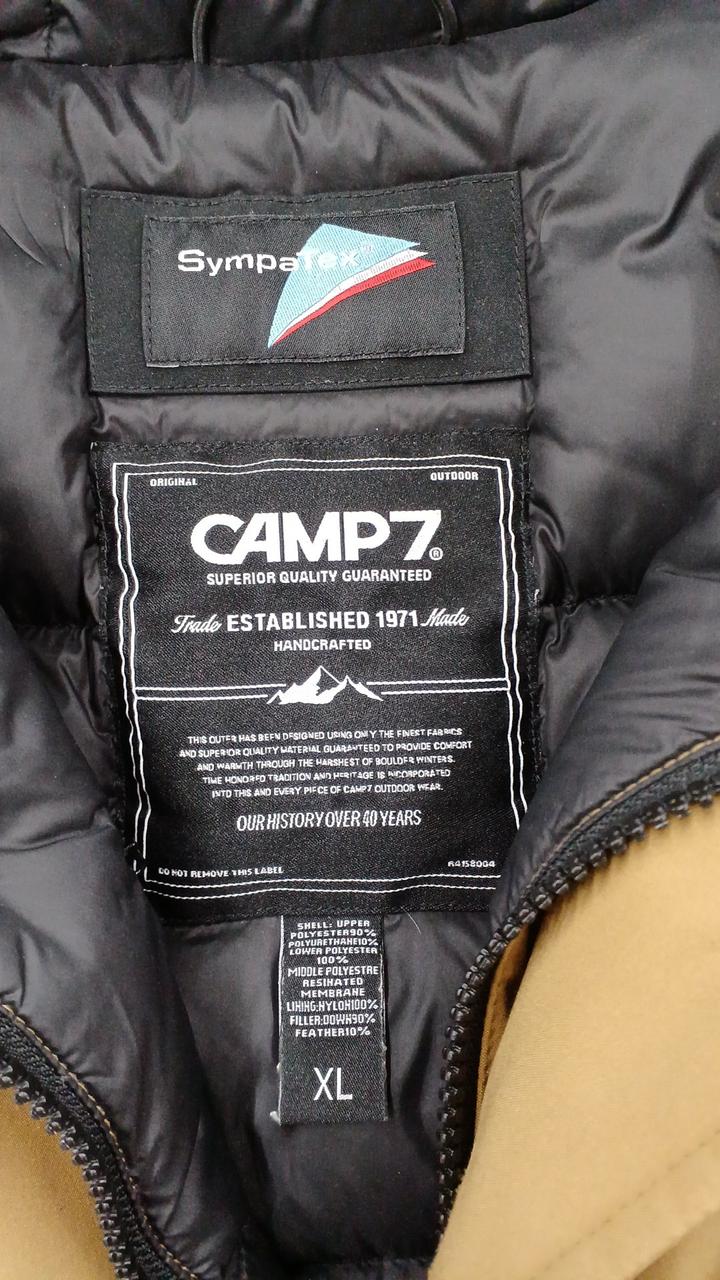 SympaTex®
ORIGINAL OUTDOOR
CAMP7®
SUPERIOR QUALITY GUARANTEED
Trade ESTABLISHED 1971 Made
HANDCRAFTED
THIS OUTER HAS BEEN DESIGNED USING ONLY THE FINEST FABRICS
AND SUPERIOR QUALITY MATERIAL GUARANTEED TO PROVIDE COMFORT
AND WARMTH THROUGH THE HARSHEST OF BOULDER WINTERS.
TIME HONORED TRADITION AND HERITAGE IS INCORPORATED
INTO THIS AND EVERY PIECE OF CAMP7 OUTDOOR WEAR.
OUR HISTORY OVER 40 YEARS
DO NOT REMOVE THIS LABEL R4158004
SHELL: UPPER
POLYESTER90%
POLYURETHANE10%
LOWER POLYESTER
100%
MIDDLE POLYESTRE
RESINATED
MEMBRANE
LINING:NYLON100%
FILLER:DOWN90%
FEATHER10%
XL